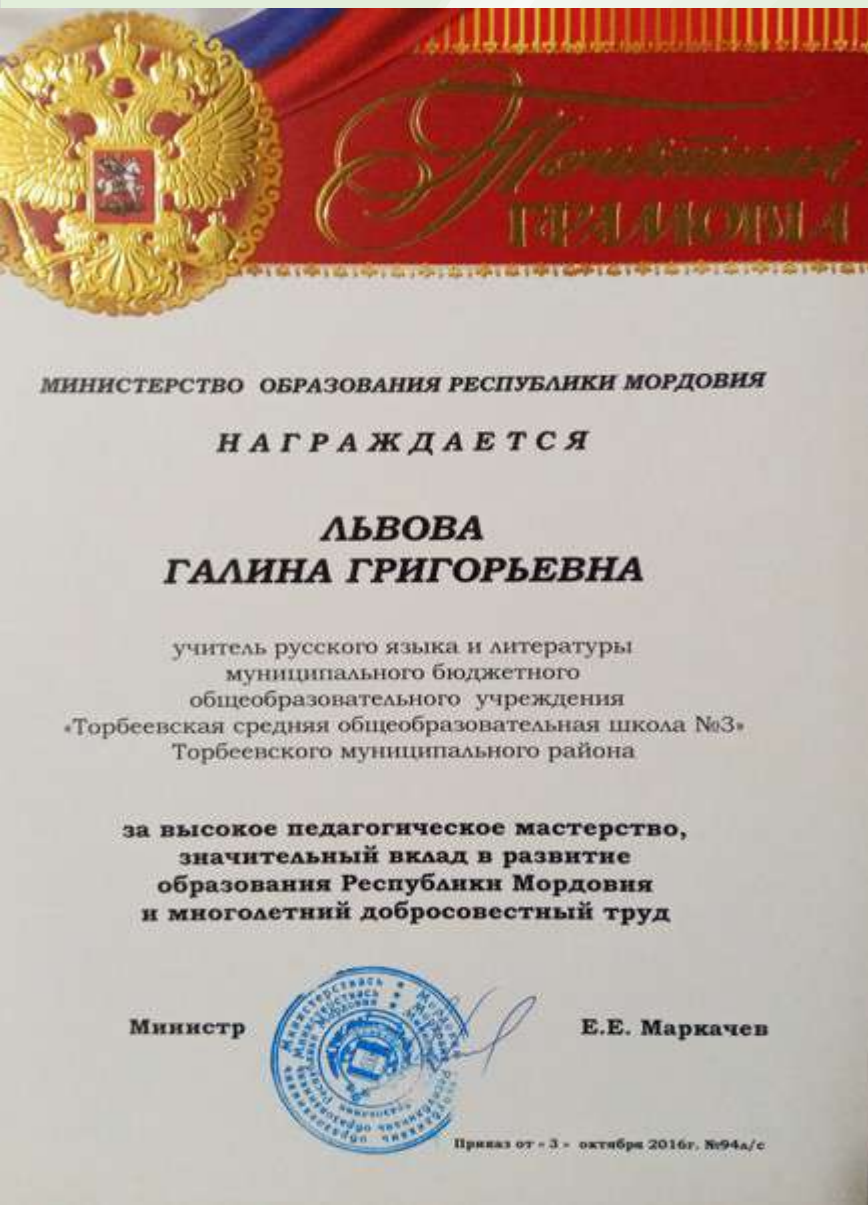 Почётная
ГРАМОТА
МИНИСТЕРСТВО ОБРАЗОВАНИЯ РЕСПУБЛИКИ МОРДОВИЯ
НАГРАЖДАЕТСЯ
ЛЬВОВА
ГАЛИНА ГРИГОРЬЕВНА
учитель русского языка и литературы
муниципального бюджетного
общеобразовательного учреждения
«Торбеевская средняя общеобразовательная школа №3»
Торбеевского муниципального района
за высокое педагогическое мастерство,
значительный вклад в развитие
образования Республики Мордовия
и многолетний добросовестный труд
Министр Е.Е. Маркачев
Приказ от « 3 » октября 2016г. №94л/с